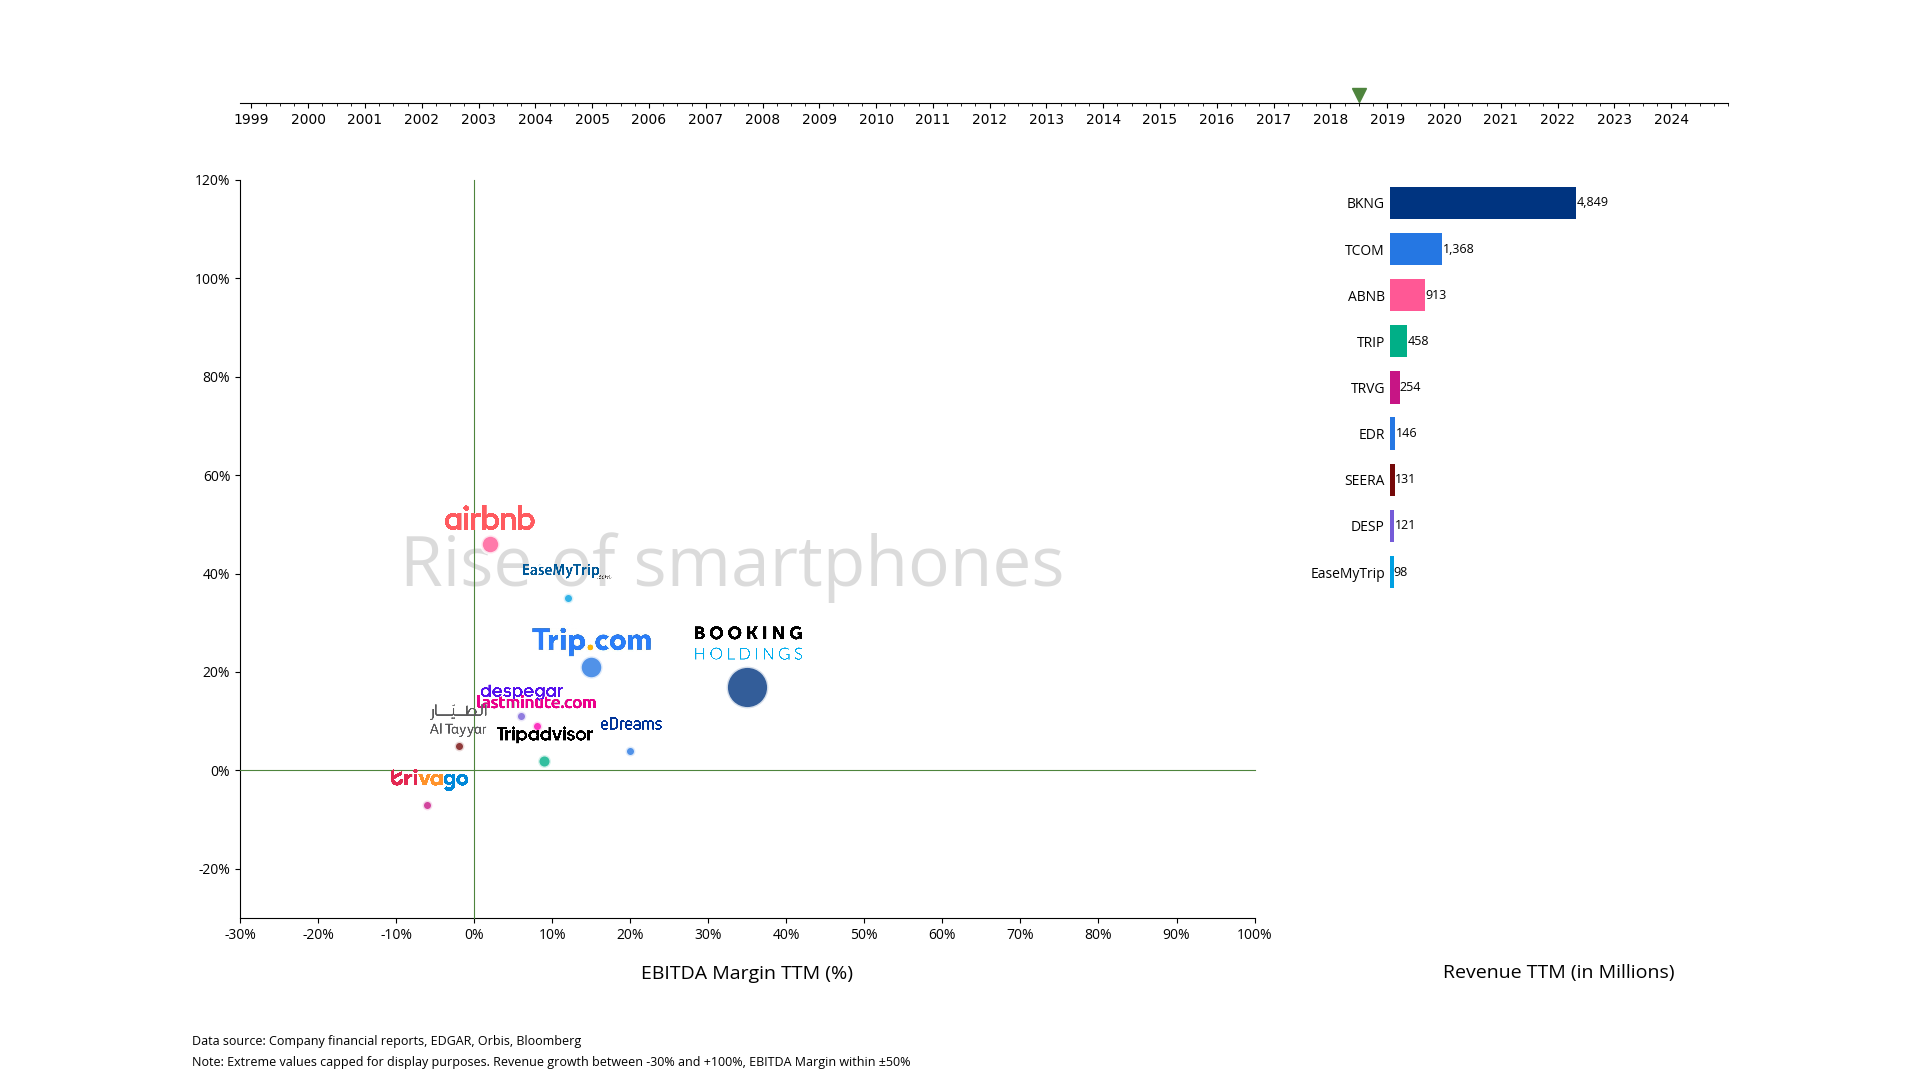 1999 2000 2001 2002 2003 2004 2005 2006 2007 2008 2009 2010 2011 2012 2013 2014 2015 2016 2017 2018 2019 2020 2021 2022 2023 2024
120%
100%
80%
60%
40%
20%
0%
-20%
Rise of smartphones
airbnb
EaseMyTrip
Trip.com
BOOKING
HOLDINGS
despegar
lastminute.com
الطيّار
Al Tayyar
Tripadvisor
eDreams
trivago
-30% -20% -10% 0% 10% 20% 30% 40% 50% 60% 70% 80% 90% 100%
EBITDA Margin TTM (%)
BKNG 4,849
TCOM 1,368
ABNB 913
TRIP 458
TRVG 254
EDR 146
SEERA 131
DESP 121
EaseMyTrip 98
Revenue TTM (in Millions)
Data source: Company financial reports, EDGAR, Orbis, Bloomberg
Note: Extreme values capped for display purposes. Revenue growth between -30% and +100%, EBITDA Margin within ±50%